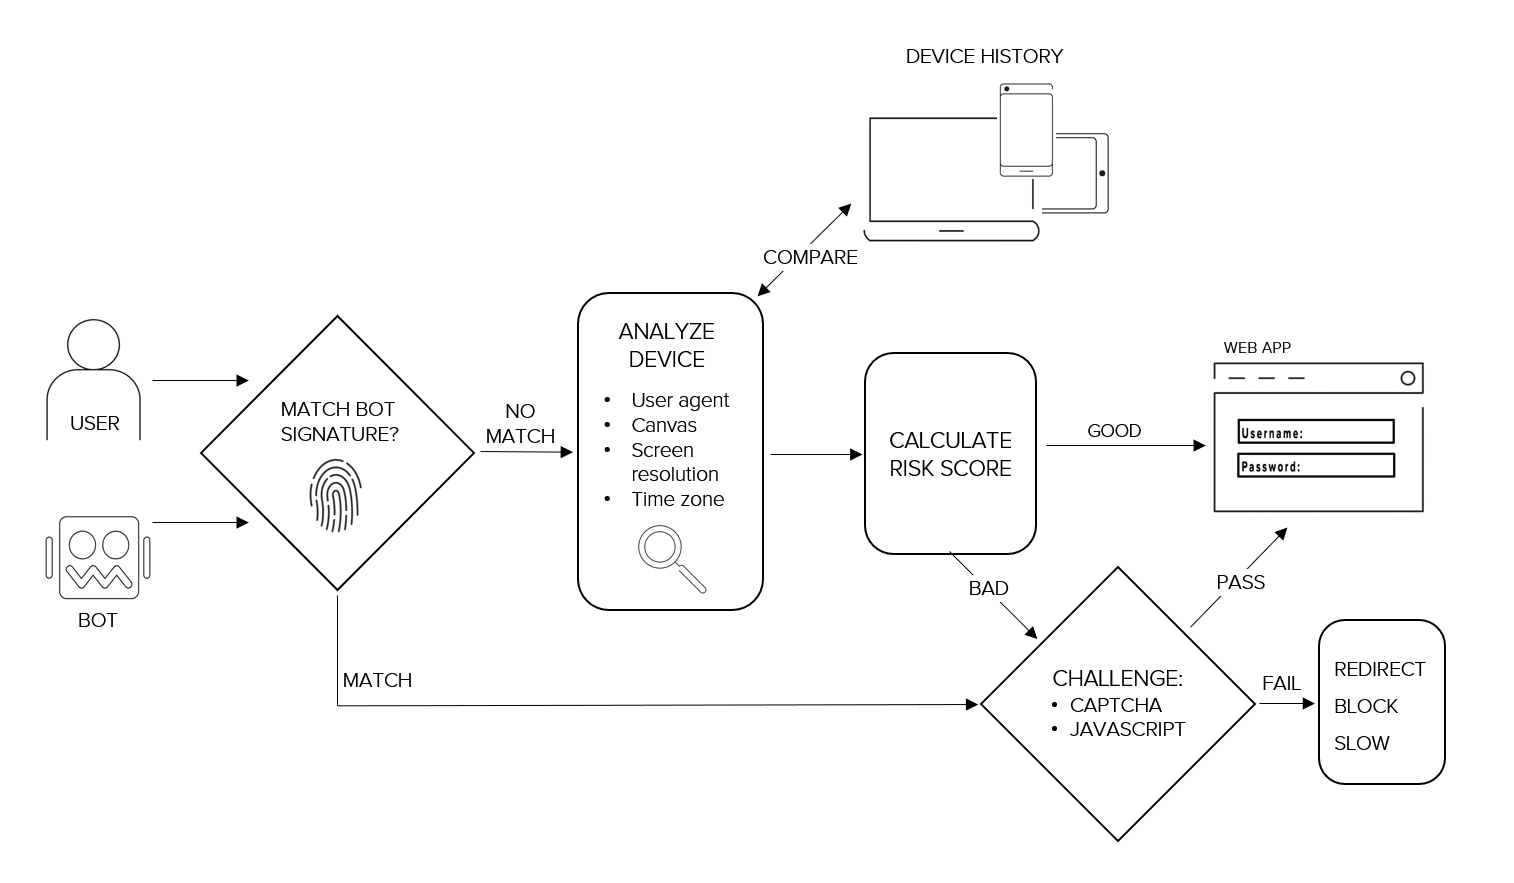 DEVICE HISTORY
COMPARE
USER
BOT
MATCH BOT
SIGNATURE?
NO
MATCH
MATCH
ANALYZE
DEVICE
• User agent
• Canvas
• Screen
resolution
• Time zone
CALCULATE
RISK SCORE
GOOD
BAD
WEB APP
Username:
Password:
PASS
CHALLENGE:
• CAPTCHA
• JAVASCRIPT
FAIL
REDIRECT
BLOCK
SLOW